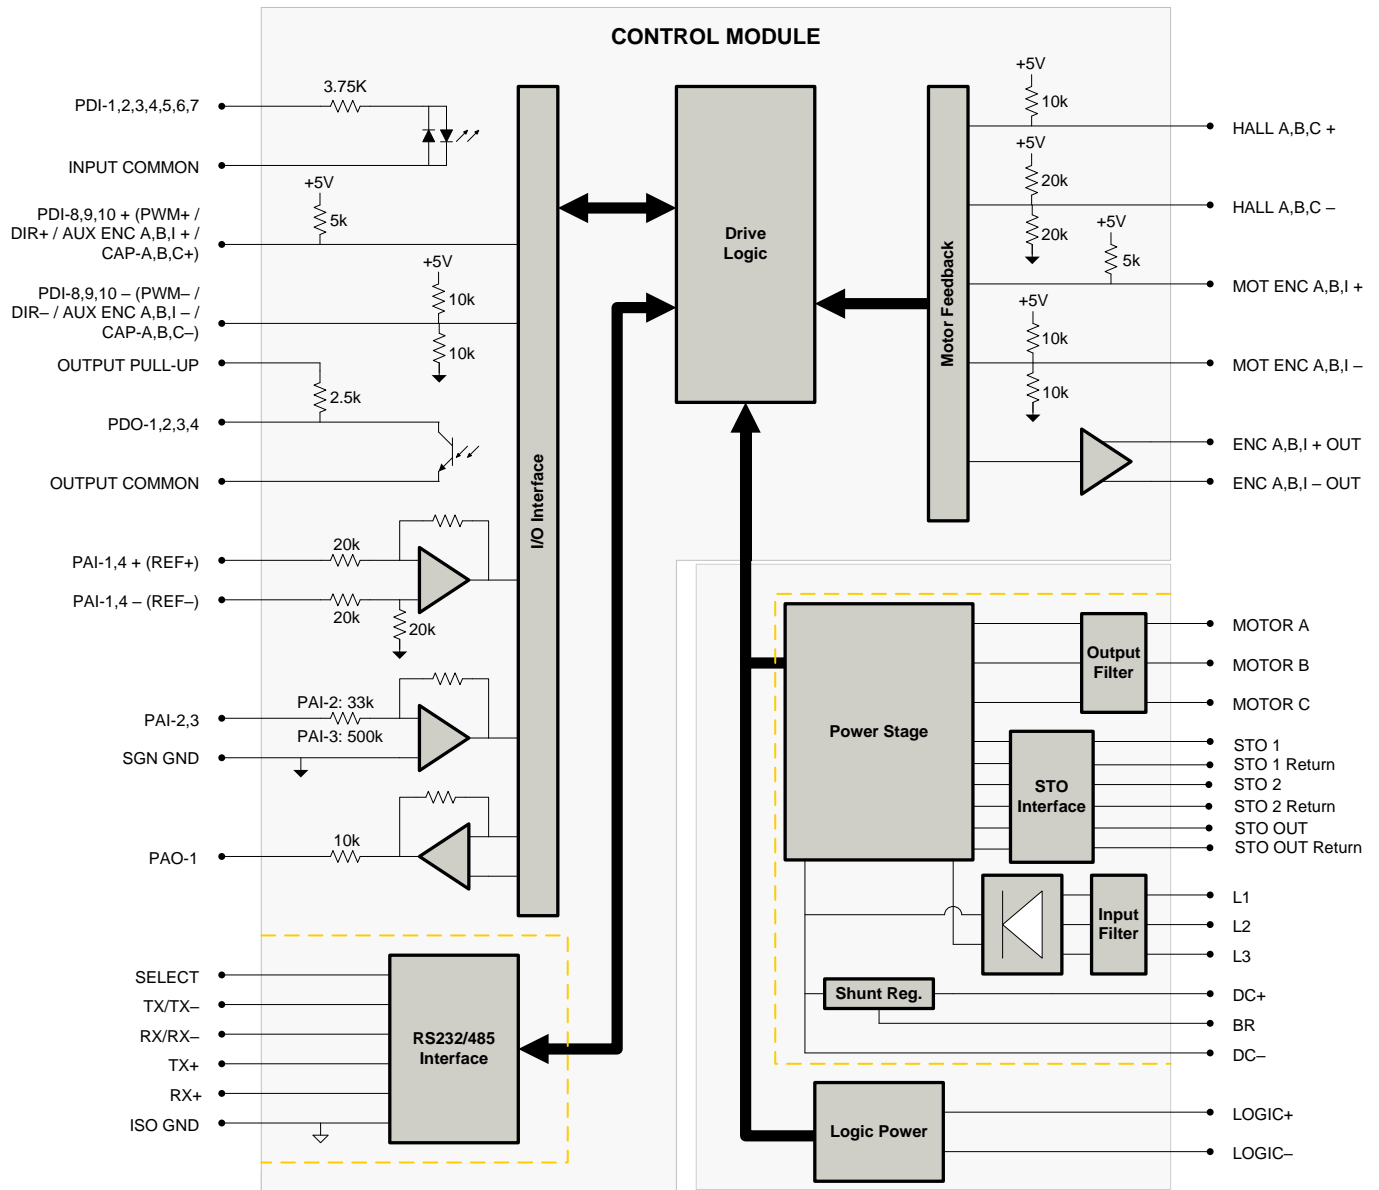 CONTROL MODULE
PDI-1,2,3,4,5,6,7
3.75K
INPUT COMMON
+5V
5k
PDI-8,9,10 + (PWM+ /
DIR+ / AUX ENC A,B,I + /
CAP-A,B,C+)
+5V
10k
10k
PDI-8,9,10 – (PWM– /
DIR– / AUX ENC A,B,I – /
CAP-A,B,C–)
OUTPUT PULL-UP
2.5k
PDO-1,2,3,4
OUTPUT COMMON
PAI-1,4 + (REF+)
20k
PAI-1,4 – (REF–)
20k
20k
PAI-2,3
PAI-2: 33k
PAI-3: 500k
SGN GND
PAO-1
10k
I/O Interface
SELECT
TX/TX–
RX/RX–
TX+
RX+
ISO GND
RS232/485
Interface
Drive
Logic
Motor Feedback
+5V
10k
HALL A,B,C +
+5V
20k
20k
HALL A,B,C –
+5V
5k
MOT ENC A,B,I +
+5V
10k
10k
MOT ENC A,B,I –
ENC A,B,I + OUT
ENC A,B,I – OUT
Power Stage
Output
Filter
MOTOR A
MOTOR B
MOTOR C
STO
Interface
STO 1
STO 1 Return
STO 2
STO 2 Return
STO OUT
STO OUT Return
Input
Filter
L1
L2
L3
Shunt Reg.
DC+
BR
DC–
Logic Power
LOGIC+
LOGIC–